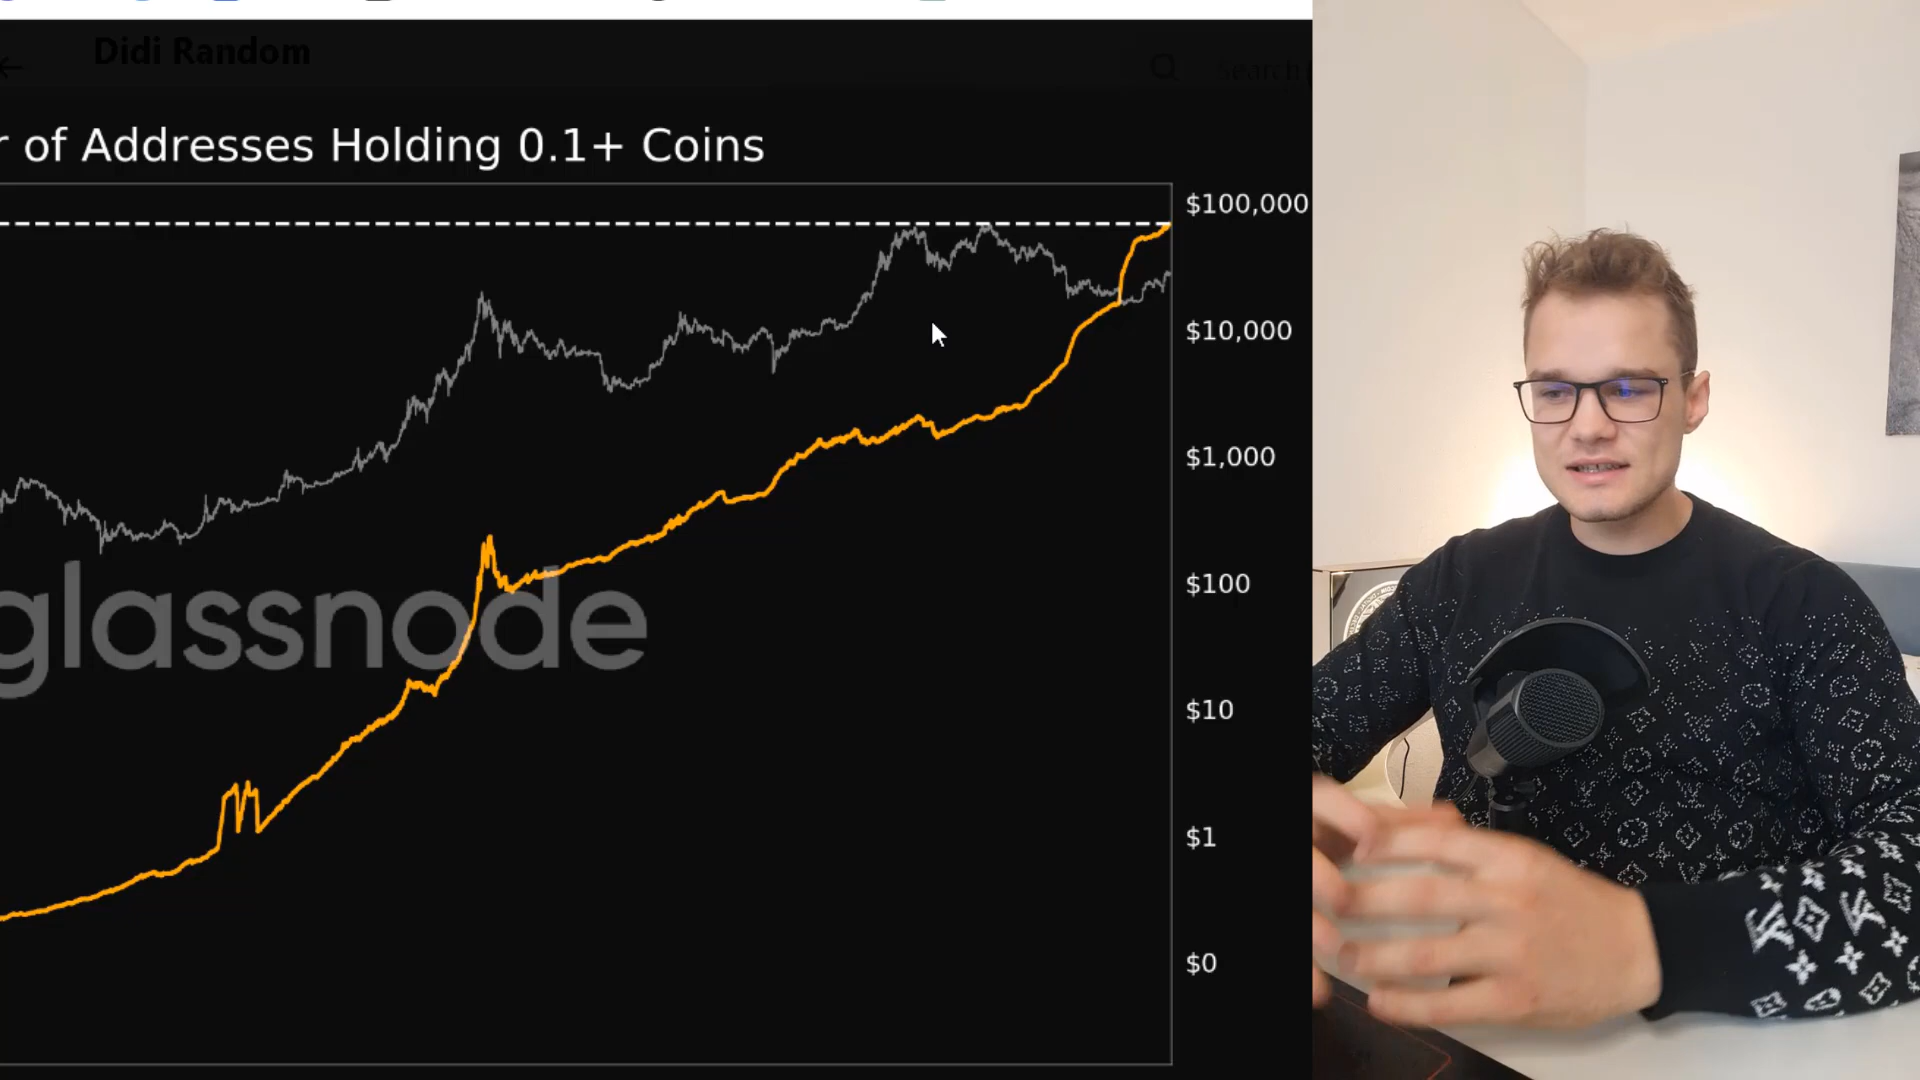 Didi Random
Search
r of Addresses Holding 0.1+ Coins
$100,000
$10,000
$1,000
$100
glassnode
$10
$1
$0